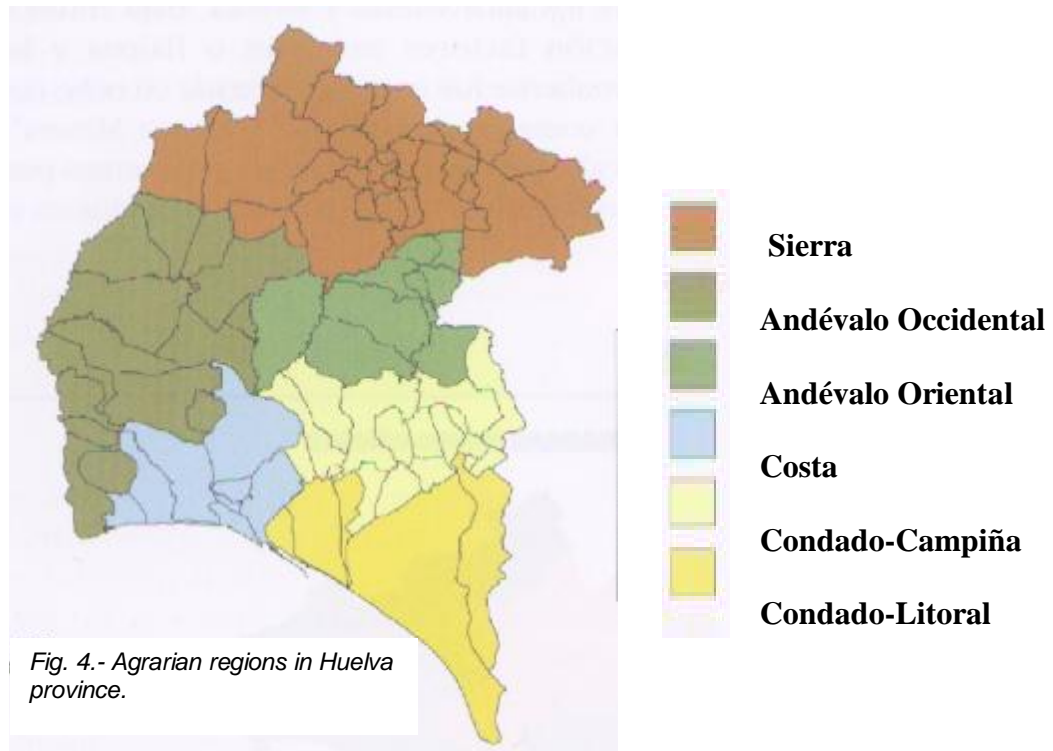 Sierra
Andévalo Occidental
Andévalo Oriental
Costa
Condado-Campiña
Condado-Litoral
Fig. 4.- Agrarian regions in Huelva
province.